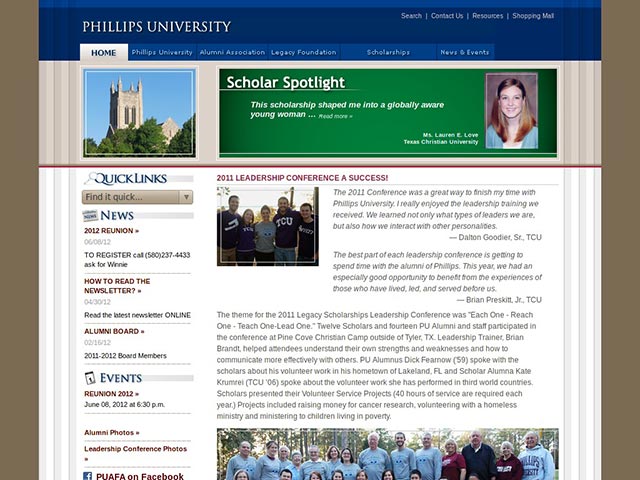 PHILLIPS UNIVERSITY
Search | Contact Us | Resources | Shopping Mall
HOME
Phillips University
Alumni Association
Legacy Foundation
Scholarships
News & Events
Scholar Spotlight
This scholarship shaped me into a globally aware
young woman ... Read more »
Ms. Lauren E. Love
Texas Christian University
QUICK LINKS
Find it quick...
NEWS
2012 REUNION »
06/08/12
TO REGISTER call (580)237-4433
ask for Winnie
HOW TO READ THE
NEWSLETTER? »
04/30/12
Read the latest newsletter ONLINE
ALUMNI BOARD »
02/16/12
2011-2012 Board Members
EVENTS
REUNION 2012 »
June 08, 2012 at 6:30 p.m.
Alumni Photos »
Leadership Conference Photos
»
PUAFA on Facebook
2011 LEADERSHIP CONFERENCE A SUCCESS!
The 2011 Conference was a great way to finish my time with
Phillips University. I really enjoyed the leadership training we
received. We learned not only what types of leaders we are,
but also how we interact with other personalities.
— Dalton Goodier, Sr., TCU
The best part of each leadership conference is getting to
spend time with the alumni of Phillips. This year, we had an
especially good opportunity to benefit from the experiences of
those who have lived, led, and served before us.
— Brian Preskitt, Jr., TCU
The theme for the 2011 Legacy Scholarships Leadership Conference was "Each One - Reach
One - Teach One-Lead One." Twelve Scholars and fourteen PU Alumni and staff participated in
the conference at Pine Cove Christian Camp outside of Tyler, TX. Leadership Trainer, Brian
Brandt, helped attendees understand their own strengths and weaknesses and how to
communicate more effectively with others. PU Alumnus Dick Fearnow ('59) spoke with the
scholars about his volunteer work in his hometown of Lakeland, FL and Scholar Alumna Kate
Krumrei (TCU '06) spoke about the volunteer work she has performed in third world countries.
Scholars presented their Volunteer Service Projects (40 hours of service are required each
year.) Projects included raising money for cancer research, volunteering with a homeless
ministry and ministering to children living in poverty.
TCU